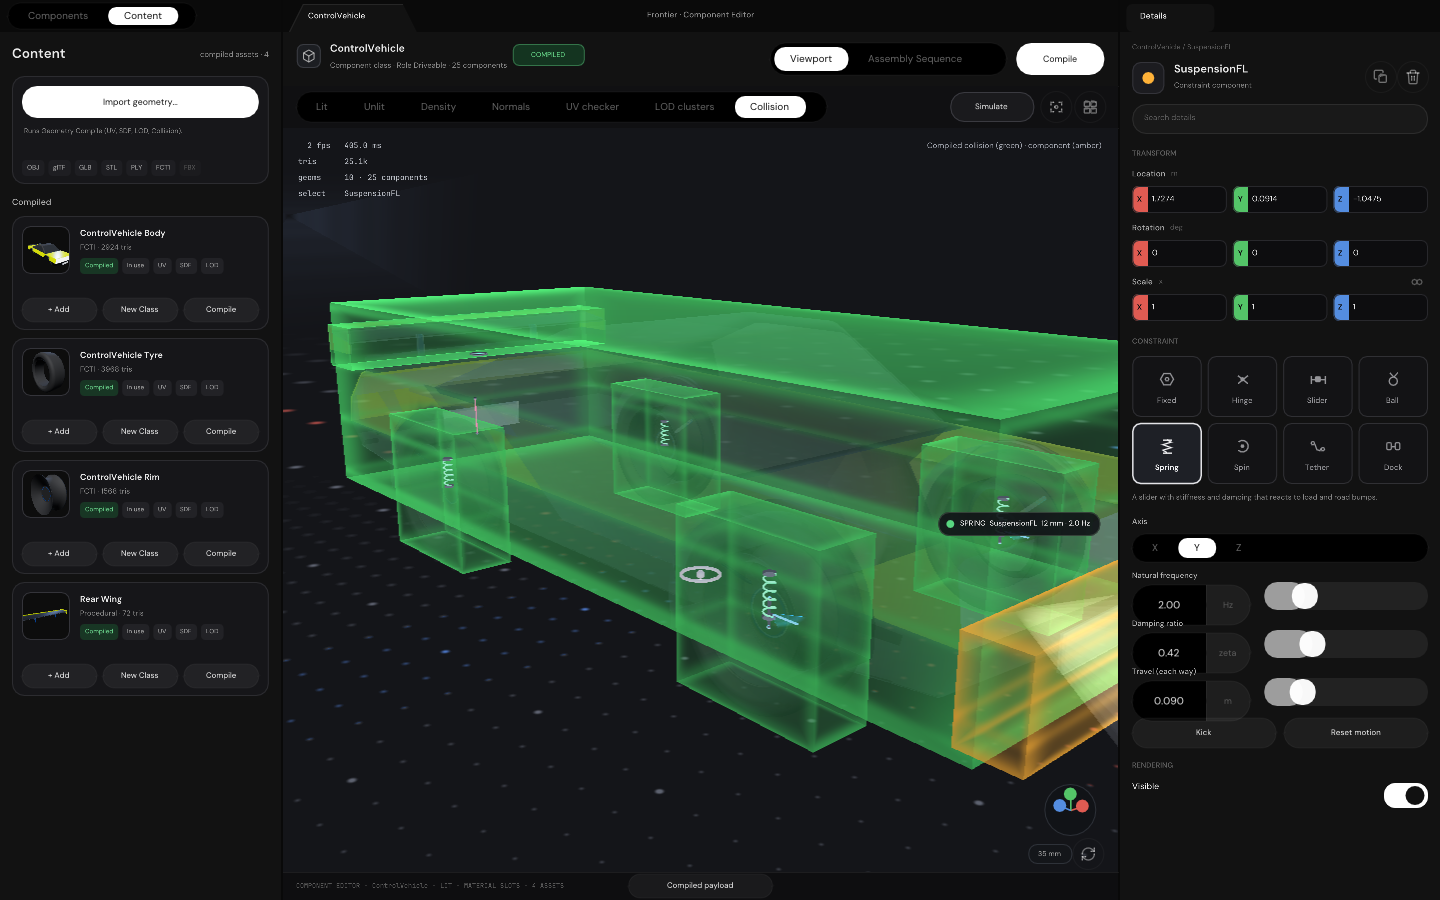 Components
Content
ControlVehicle
Frontier · Component Editor
Details
Content
compiled assets · 4
Import geometry...
Runs Geometry Compile (UV, SDF, LOD, Collision).
OBJ
glTF
GLB
STL
PLY
FCT1
FBX
Compiled
ControlVehicle Body
FCTI · 2924 tris
Compiled
In use
UV
SDF
LOD
+ Add
New Class
Compile
ControlVehicle Tyre
FCTI · 3968 tris
Compiled
In use
UV
SDF
LOD
+ Add
New Class
Compile
ControlVehicle Rim
FCTI · 1568 tris
Compiled
In use
UV
SDF
LOD
+ Add
New Class
Compile
Rear Wing
Procedural · 72 tris
Compiled
In use
UV
SDF
LOD
+ Add
New Class
Compile
ControlVehicle
Component class · Role Driveable · 25 components
COMPILED
Viewport
Assembly Sequence
Compile
Lit
Unlit
Density
Normals
UV checker
LOD clusters
Collision
Simulate
2 fps 405.0 ms
tris 25.1k
geoms 10 · 25 components
select SuspensionFL
Compiled collision (green) · component (amber)
SPRING SuspensionFL 12 mm · 2.0 Hz
35 mm
COMPONENT EDITOR · ControlVehicle · LIT · MATERIAL SLOTS · 4 ASSETS
Compiled payload
ControlVehicle / SuspensionFL
SuspensionFL
Constraint component
Search details
TRANSFORM
Location m
X 1.7274
Y 0.0914
Z -1.0475
Rotation deg
X 0
Y 0
Z 0
Scale x
X 1
Y 1
Z 1
CONSTRAINT
Fixed
Hinge
Slider
Ball
Spring
Spin
Tether
Dock
A slider with stiffness and damping that reacts to load and road bumps.
Axis
X
Y
Z
Natural frequency
2.00 Hz
Damping ratio
0.42 zeta
Travel (each way)
0.090 m
Kick
Reset motion
RENDERING
Visible